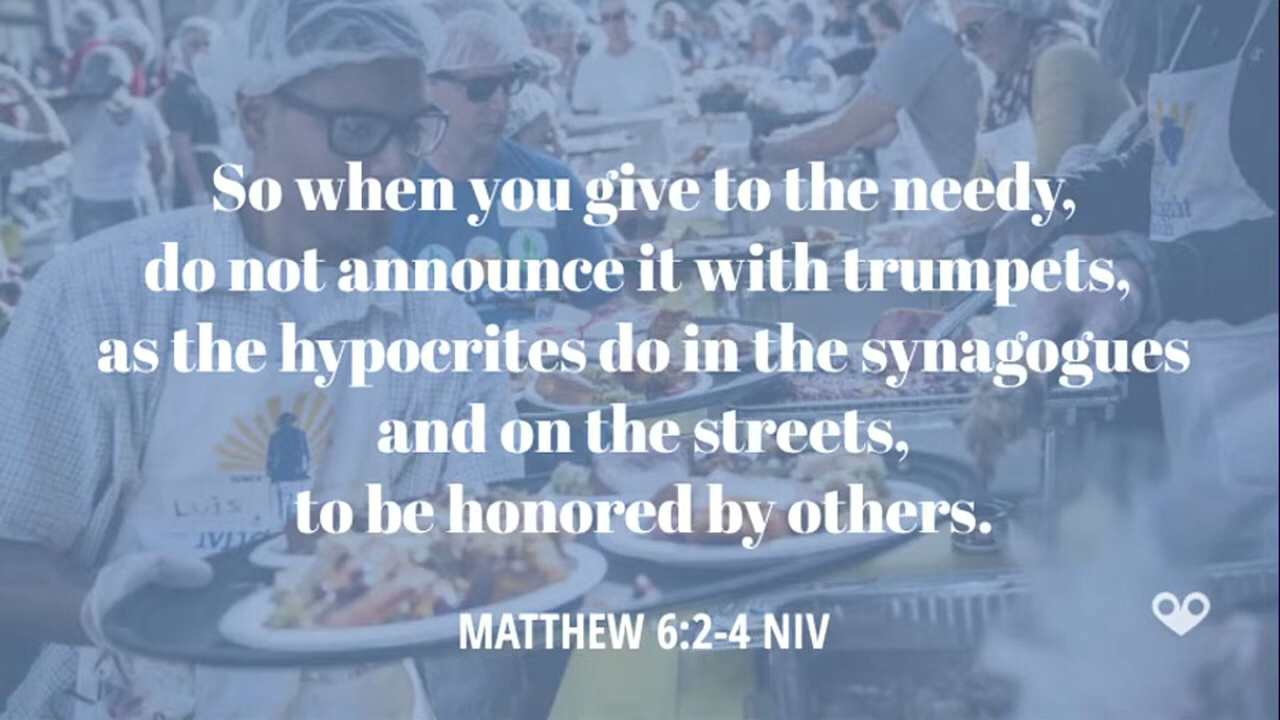 So when you give to the needy,
do not announce it with trumpets,
as the hypocrites do in the synagogues
and on the streets,
to be honored by others.
MATTHEW 6:2-4 NIV
Luis